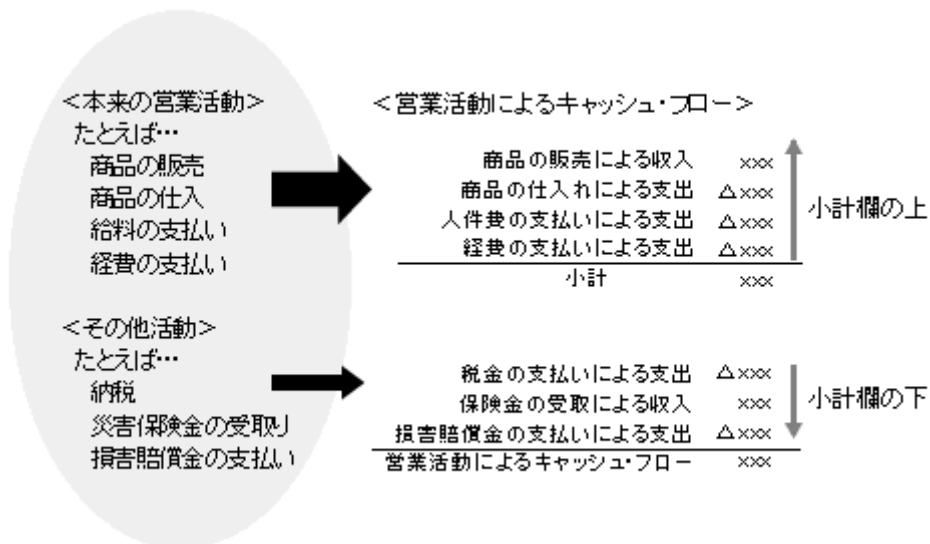 <本来の営業活動>
たとえば…
商品の販売
商品の仕入
給料の支払い
経費の支払い
<その他活動>
たとえば…
納税
災害保険金の受取り
損害賠償金の支払い
<営業活動によるキャッシュ・フロー>
商品の販売による収入 xxx
商品の仕入れによる支出 △xxx
人件費の支払いによる支出 △xxx
経費の支払いによる支出 △xxx
小計 xxx
小計欄の上
税金の支払いによる支出 △xxx
保険金の受取による収入 xxx
損害賠償金の支払いによる支出 △xxx
営業活動によるキャッシュ・フロー xxx
小計欄の下